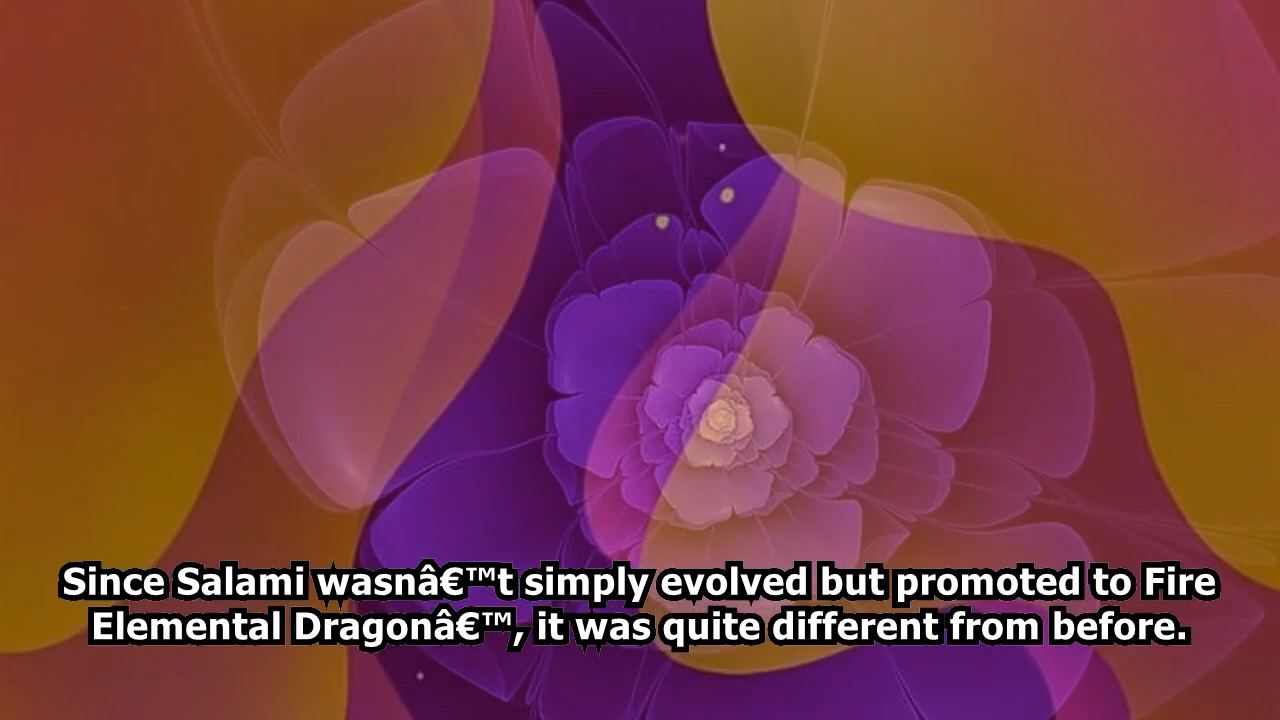 Since Salami wasnâ€™t simply evolved but promoted to Fire
Elemental Dragonâ€™, it was quite different from before.